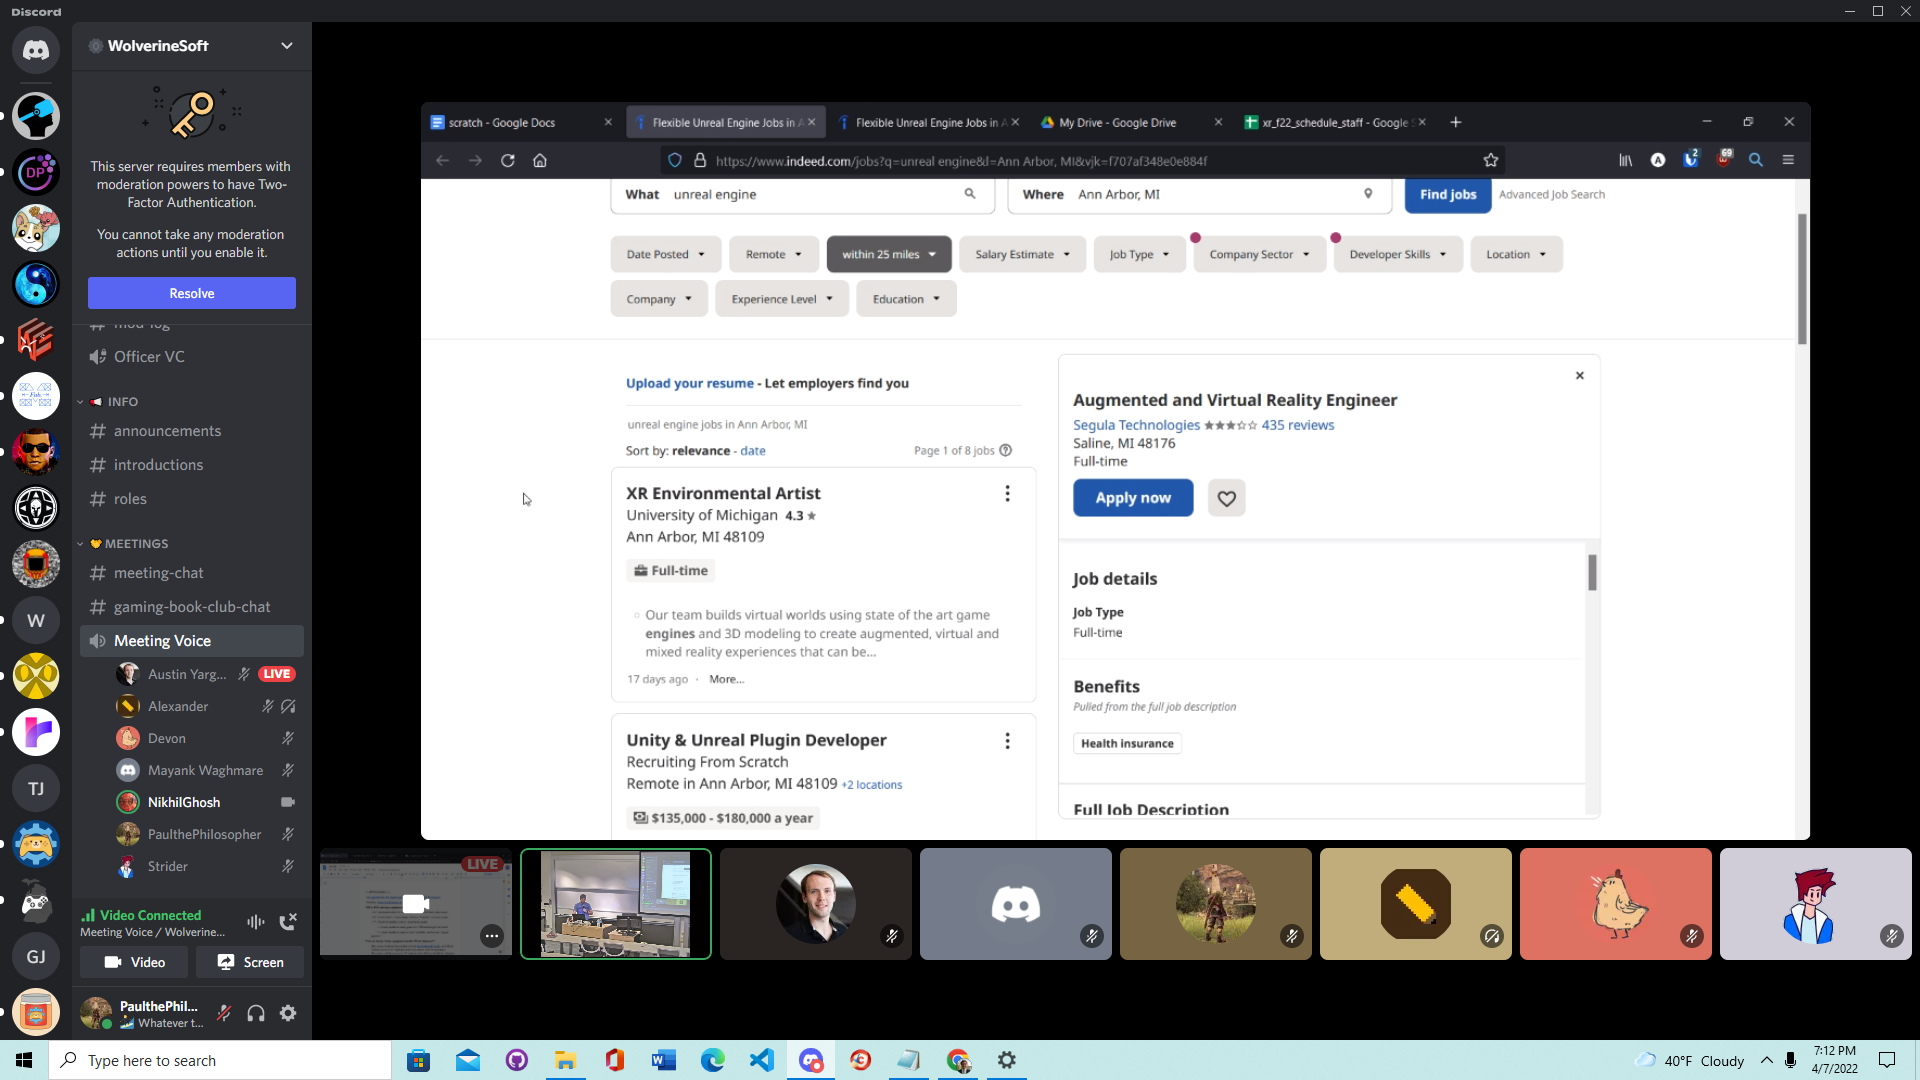 Discord
WolverineSoft
This server requires members with
moderation powers to have Two-
Factor Authentication.
You cannot take any moderation
actions until you enable it.
Resolve
mod-log
Officer VC
INFO
announcements
introductions
roles
MEETINGS
meeting-chat
gaming-book-club-chat
Meeting Voice
Austin Yarg... LIVE
Alexander
Devon
Mayank Waghmare
NikhilGhosh
PaulthePhilosopher
Strider
Video Connected
Meeting Voice / Wolverine...
Video Screen
PaulthePhil...
Whatever t...
DP
W
TJ
GJ
scratch - Google Docs
Flexible Unreal Engine Jobs in A
Flexible Unreal Engine Jobs in A
My Drive - Google Drive
xr_f22_schedule_staff - Google S
https://www.indeed.com/jobs?q=unreal engine&l=Ann Arbor, MI&vjk=f707af348e0e884f
A 2 69
What unreal engine
Where Ann Arbor, MI
Find jobs
Advanced Job Search
Date Posted Remote within 25 miles Salary Estimate Job Type Company Sector Developer Skills Location
Company Experience Level Education
Upload your resume - Let employers find you
unreal engine jobs in Ann Arbor, MI
Sort by: relevance - date Page 1 of 8 jobs
XR Environmental Artist
University of Michigan 4.3
Ann Arbor, MI 48109
Full-time
Our team builds virtual worlds using state of the art game
engines and 3D modeling to create augmented, virtual and
mixed reality experiences that can be...
17 days ago · More...
Unity & Unreal Plugin Developer
Recruiting From Scratch
Remote in Ann Arbor, MI 48109 +2 locations
$135,000 - $180,000 a year
Augmented and Virtual Reality Engineer
Segula Technologies 435 reviews
Saline, MI 48176
Full-time
Apply now
Job details
Job Type
Full-time
Benefits
Pulled from the full job description
Health insurance
Full Job Description
LIVE
Type here to search
40°F Cloudy
7:12 PM
4/7/2022